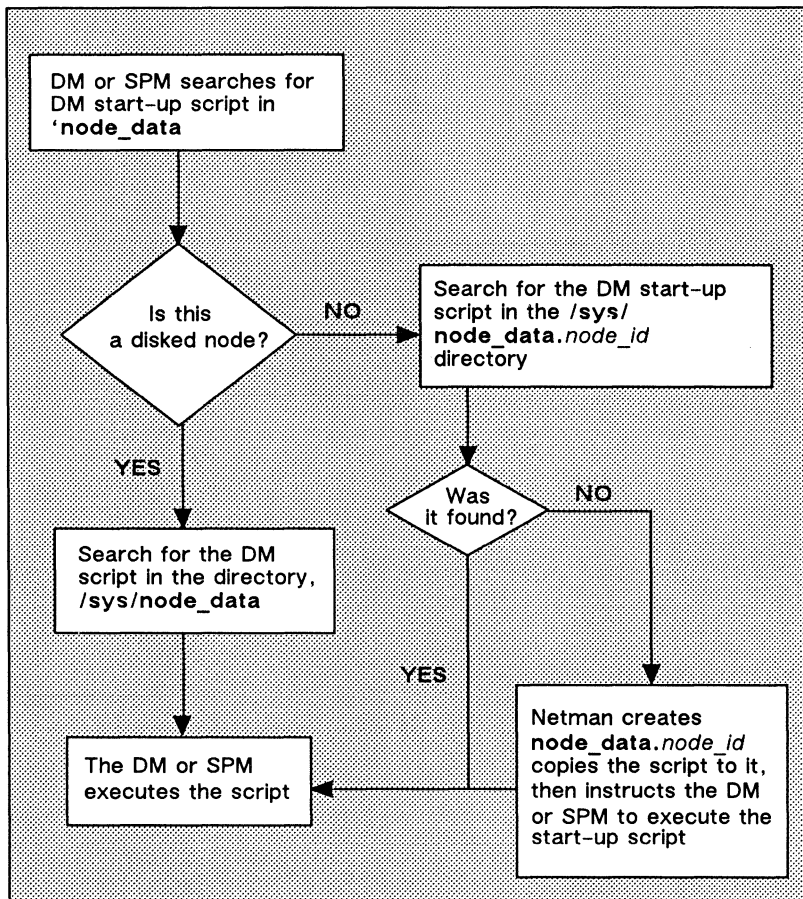 DM or SPM searches for
DM start-up script in
‘node_data
Is this
a disked node?
NO
Search for the DM start-up
script in the /sys/
node_data.node_id
directory
YES
Was
it found?
NO
Search for the DM
script in the directory,
/sys/node_data
YES
The DM or SPM
executes the script
Netman creates
node_data.node_id
copies the script to it,
then instructs the DM
or SPM to execute the
start-up script